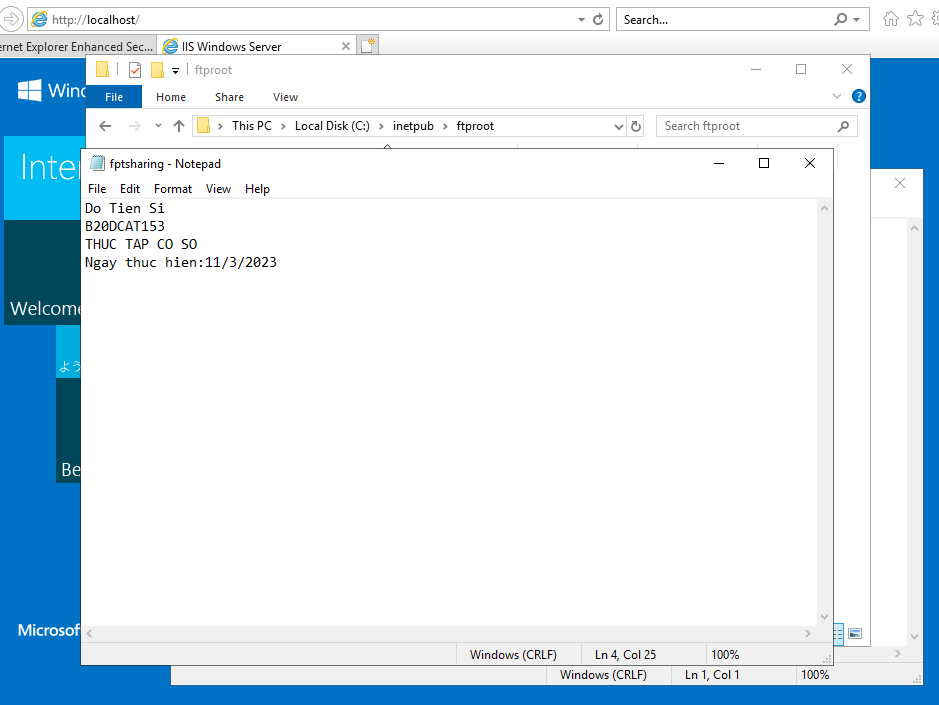 http://localhost/
Search...
ernet Explorer Enhanced Sec...
IIS Windows Server
ftproot
File Home Share View
This PC > Local Disk (C:) > inetpub > ftproot
Search ftproot
fptsharing - Notepad
File Edit Format View Help
Do Tien Si
B20DCAT153
THUC TAP CO SO
Ngay thuc hien:11/3/2023
Windows (CRLF) Ln 4, Col 25 100%
Windows (CRLF) Ln 1, Col 1 100%
Wind
Inter
Welcome
よう
Be
Microsoft